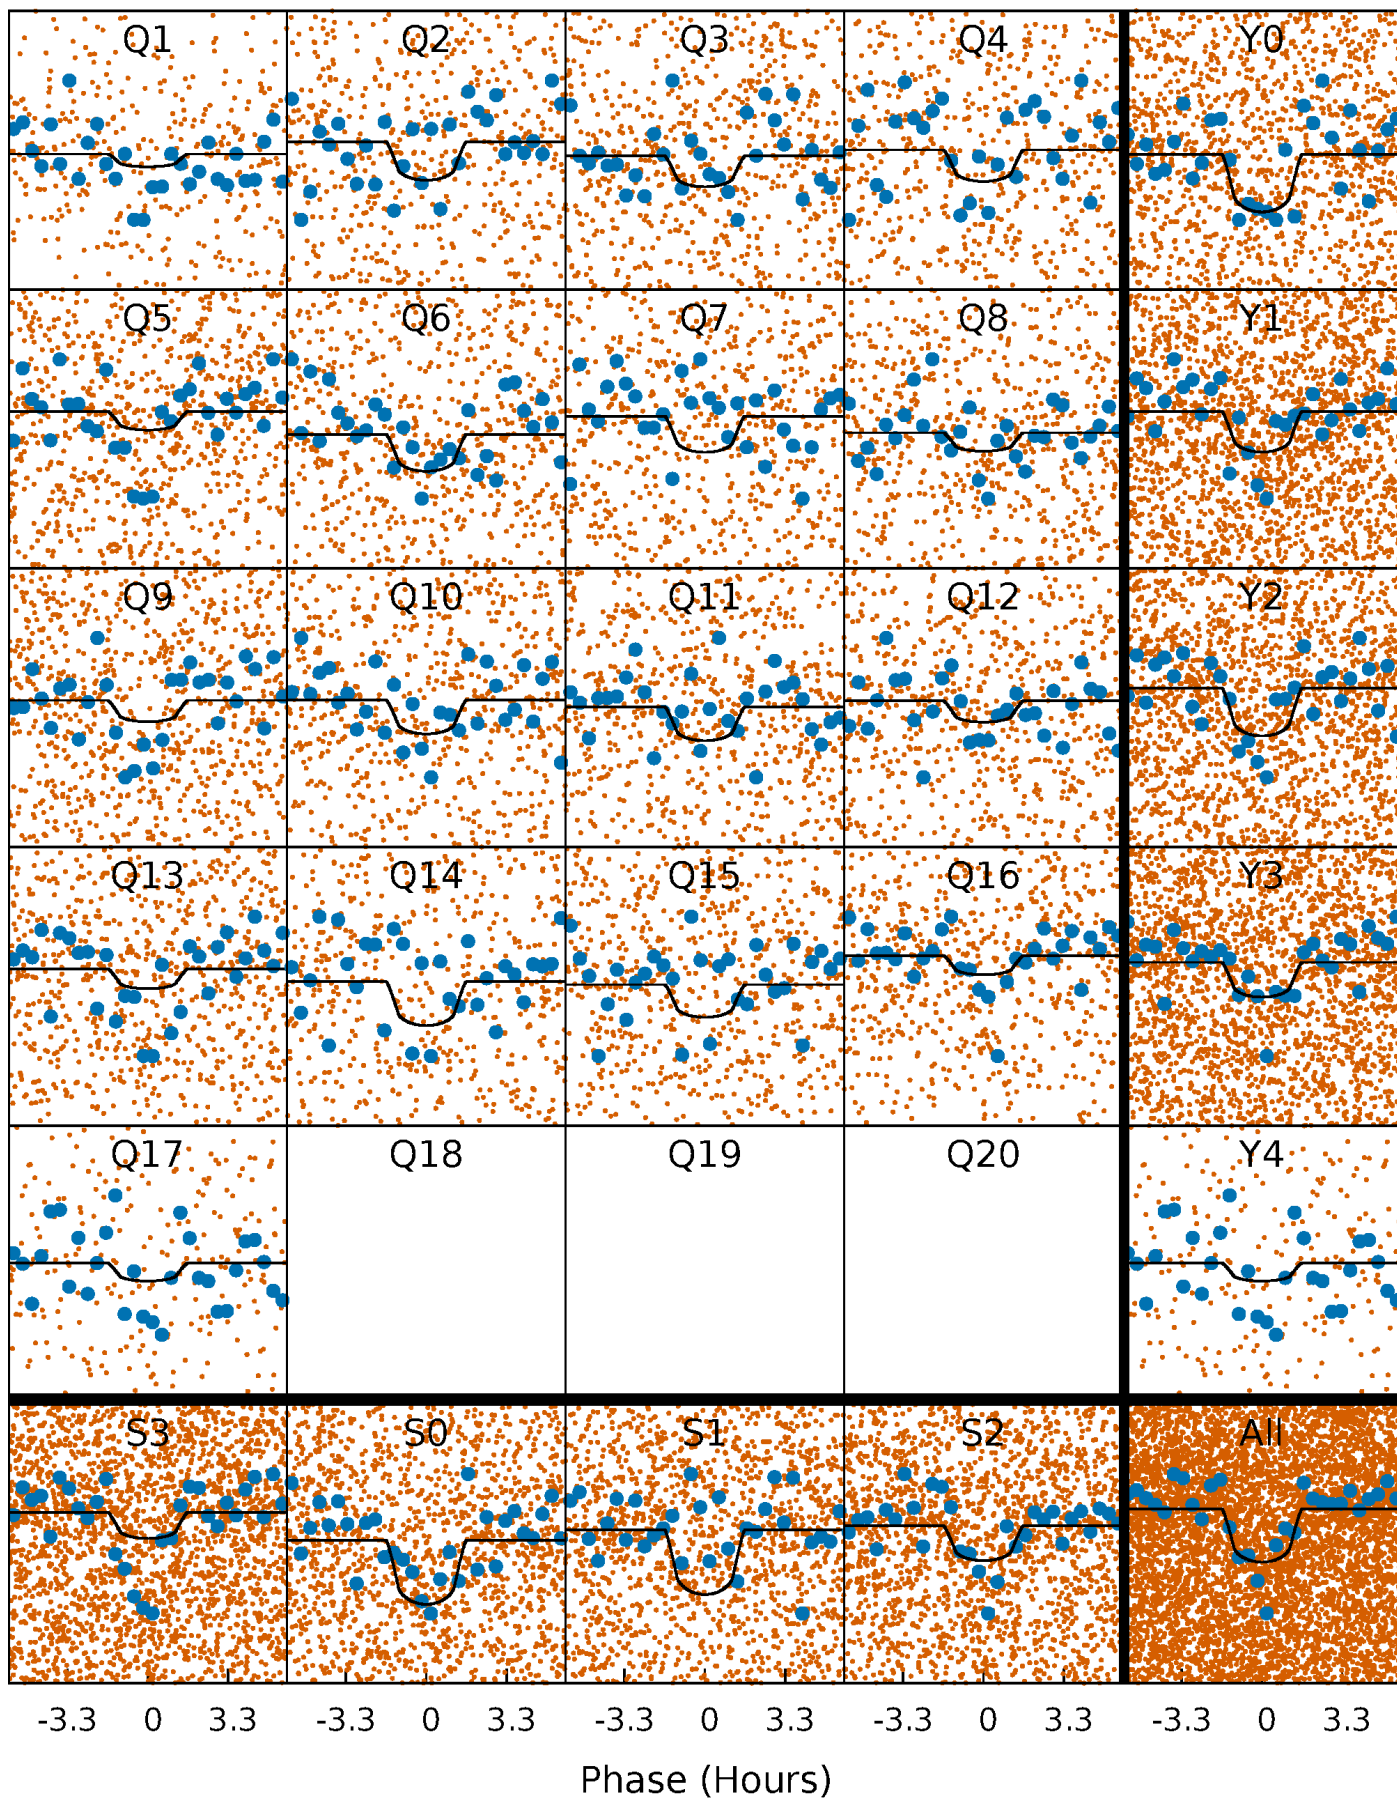 Q1 Q2 Q3 Q4 Y0
Q5 Q6 Q7 Q8 Y1
Q9 Q10 Q11 Q12 Y2
Q13 Q14 Q15 Q16 Y3
Q17 Q18 Q19 Q20 Y4
S3 S0 S1 S2 All
-3.3 0 3.3 -3.3 0 3.3 -3.3 0 3.3 -3.3 0 3.3 -3.3 0 3.3
Phase (Hours)